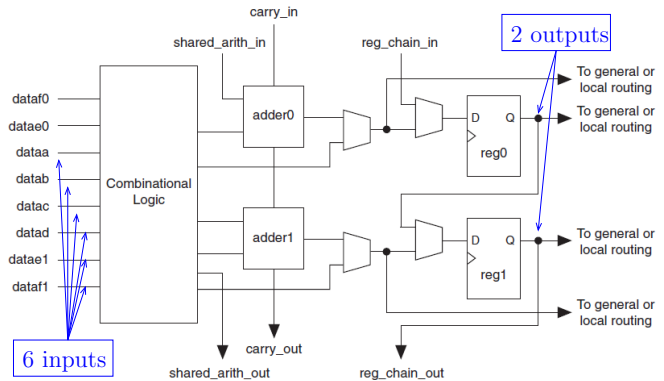 carry_in
2 outputs
shared_arith_in
reg_chain_in
To general or
local routing
dataf0
datae0
dataa
datab
datac
datad
datae1
dataf1
Combinational
Logic
adder0
D
Q
reg0
To general or
local routing
adder1
D
Q
reg1
To general or
local routing
To general or
local routing
6 inputs
carry_out
shared_arith_out
reg_chain_out